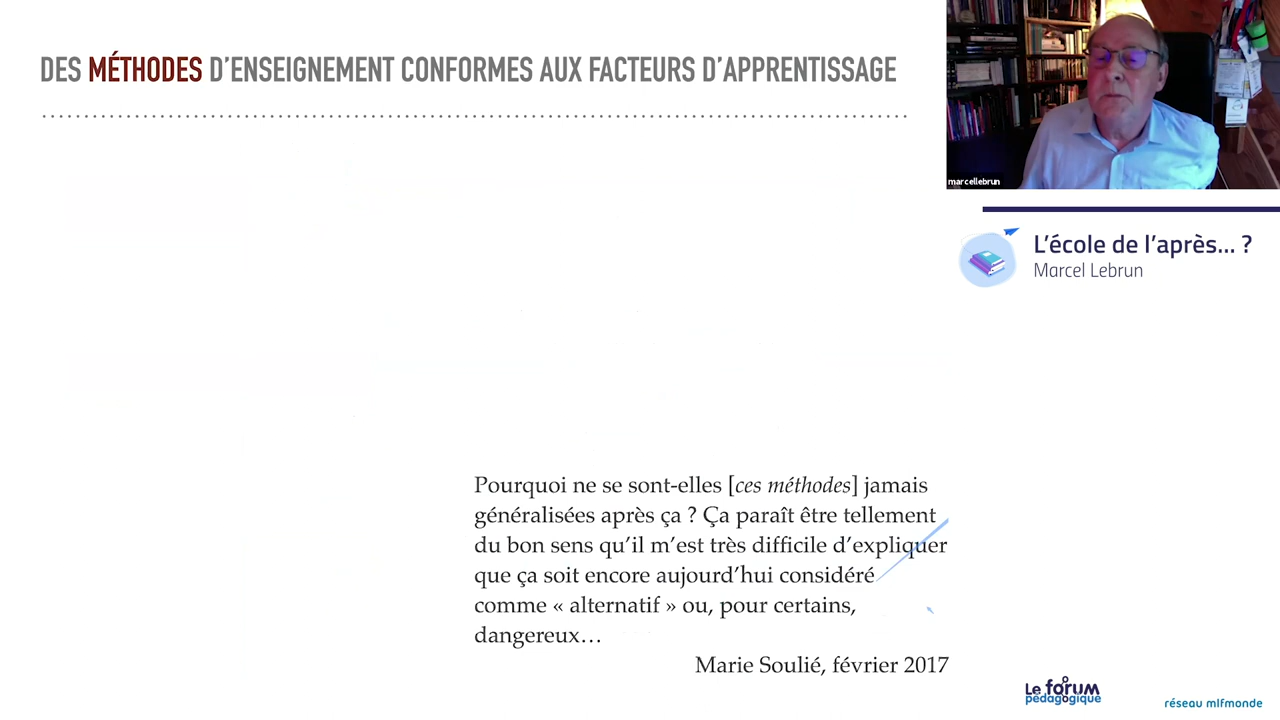 DES MÉTHODES D’ENSEIGNEMENT CONFORMES AUX FACTEURS D’APPRENTISSAGE
marcellebrun
L’école de l’après... ?
Marcel Lebrun
Pourquoi ne se sont-elles [ces méthodes] jamais
généralisées après ça ? Ça paraît être tellement
du bon sens qu’il m’est très difficile d’expliquer
que ça soit encore aujourd’hui considéré
comme « alternatif » ou, pour certains,
dangereux…
Marie Soulié, février 2017
Le forum
pédagogique
réseau mlfmonde